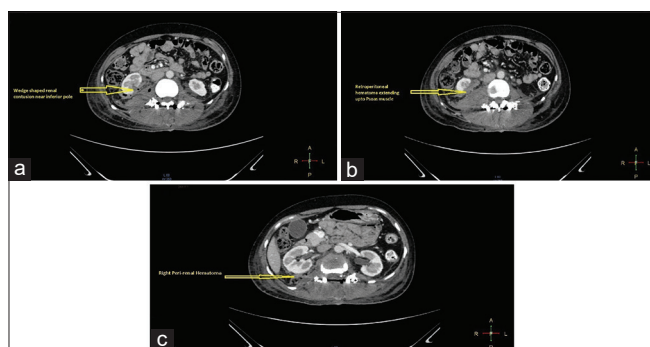 Wedge shaped renal
contusion near inferior pole
A
R L
P
a
Retroperitoneal
hematoma extending
upto Psoas muscle
A
R L
P
b
Right Peri-renal Hematoma
A
R L
P
c